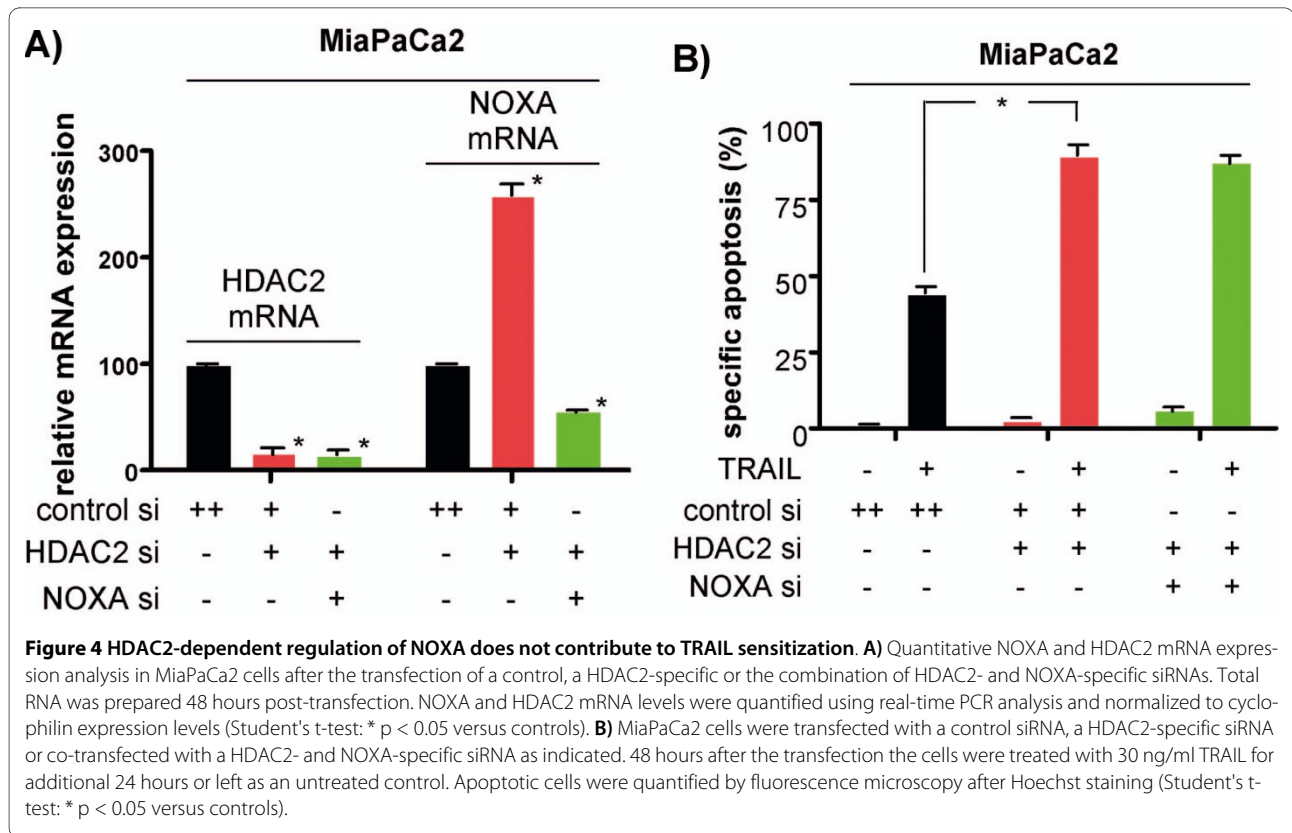 A)
MiaPaCa2
NOXA
mRNA
HDAC2
mRNA
relative mRNA expression
300
200
100
0
control si ++ + - ++ + -
HDAC2 si - + + - + +
NOXA si - - + - - +
B)
MiaPaCa2
*
specific apoptosis (%)
100
75
50
25
0
* * * *
TRAIL - + - + - +
control si ++ ++ + + - -
HDAC2 si - - + + + +
NOXA si - - - - + +
Figure 4 HDAC2-dependent regulation of NOXA does not contribute to TRAIL sensitization. A) Quantitative NOXA and HDAC2 mRNA expres-
sion analysis in MiaPaCa2 cells after the transfection of a control, a HDAC2-specific or the combination of HDAC2- and NOXA-specific siRNAs. Total
RNA was prepared 48 hours post-transfection. NOXA and HDAC2 mRNA levels were quantified using real-time PCR analysis and normalized to cyclo-
philin expression levels (Student's t-test: * p < 0.05 versus controls). B) MiaPaCa2 cells were transfected with a control siRNA, a HDAC2-specific siRNA
or co-transfected with a HDAC2- and NOXA-specific siRNA as indicated. 48 hours after the transfection the cells were treated with 30 ng/ml TRAIL for
additional 24 hours or left as an untreated control. Apoptotic cells were quantified by fluorescence microscopy after Hoechst staining (Student's t-
test: * p < 0.05 versus controls).